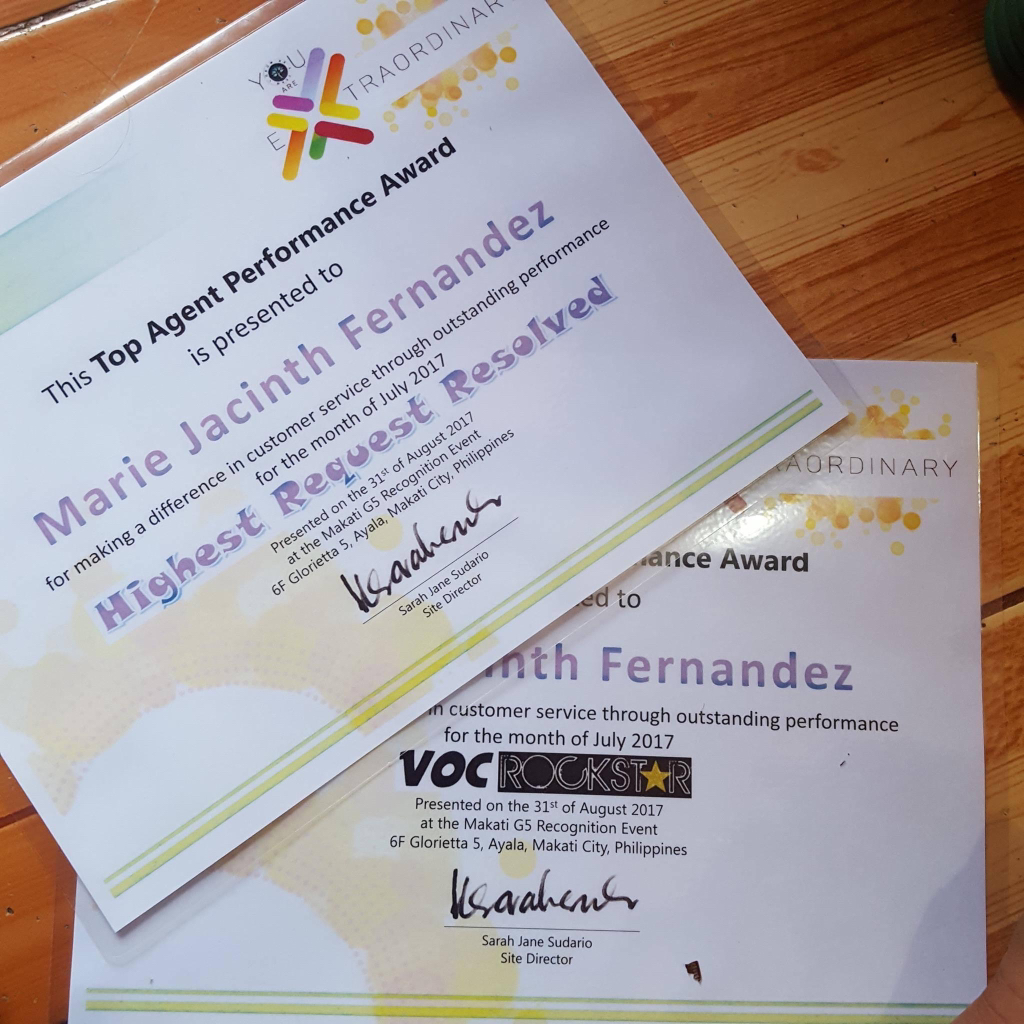 YOU
ARE
E TRAORDINAR
This Top Agent Performance Award
is presented to
Marie Jacinth Fernandez
for making a difference in customer service through outstanding performance
for the month of July 2017
Highest Request Resolved
Presented on the 31st of August 2017
at the Makati G5 Recognition Event
6F Glorietta 5, Ayala, Makati City, Philippines
Sarah Jane Sudario
Site Director
RAORDINARY
ance Award
ed to
inth Fernandez
in customer service through outstanding performance
for the month of July 2017
VOC ROCKSTAR
Presented on the 31st of August 2017
at the Makati G5 Recognition Event
6F Glorietta 5, Ayala, Makati City, Philippines
Sarah Jane Sudario
Site Director